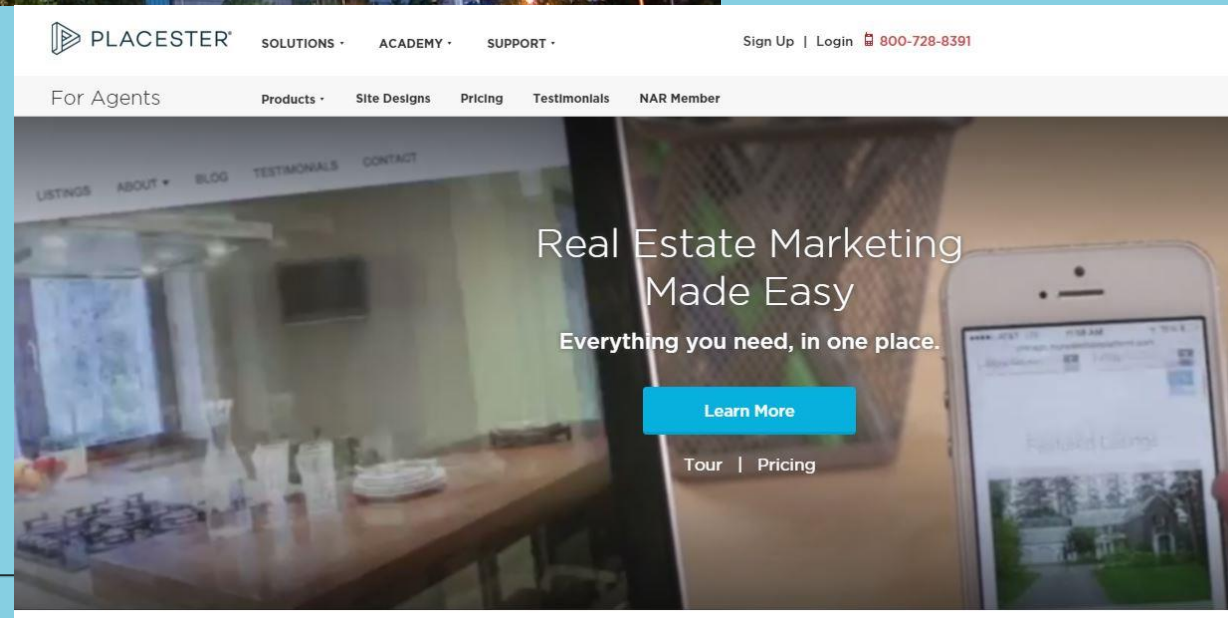 PLACESTER®
SOLUTIONS · ACADEMY · SUPPORT ·
Sign Up | Login 800-728-8391
For Agents
Products · Site Designs Pricing Testimonials NAR Member
LISTINGS ABOUT BLOG TESTIMONIALS CONTACT
Real Estate Marketing
Made Easy
Everything you need, in one place.
Learn More
Tour | Pricing